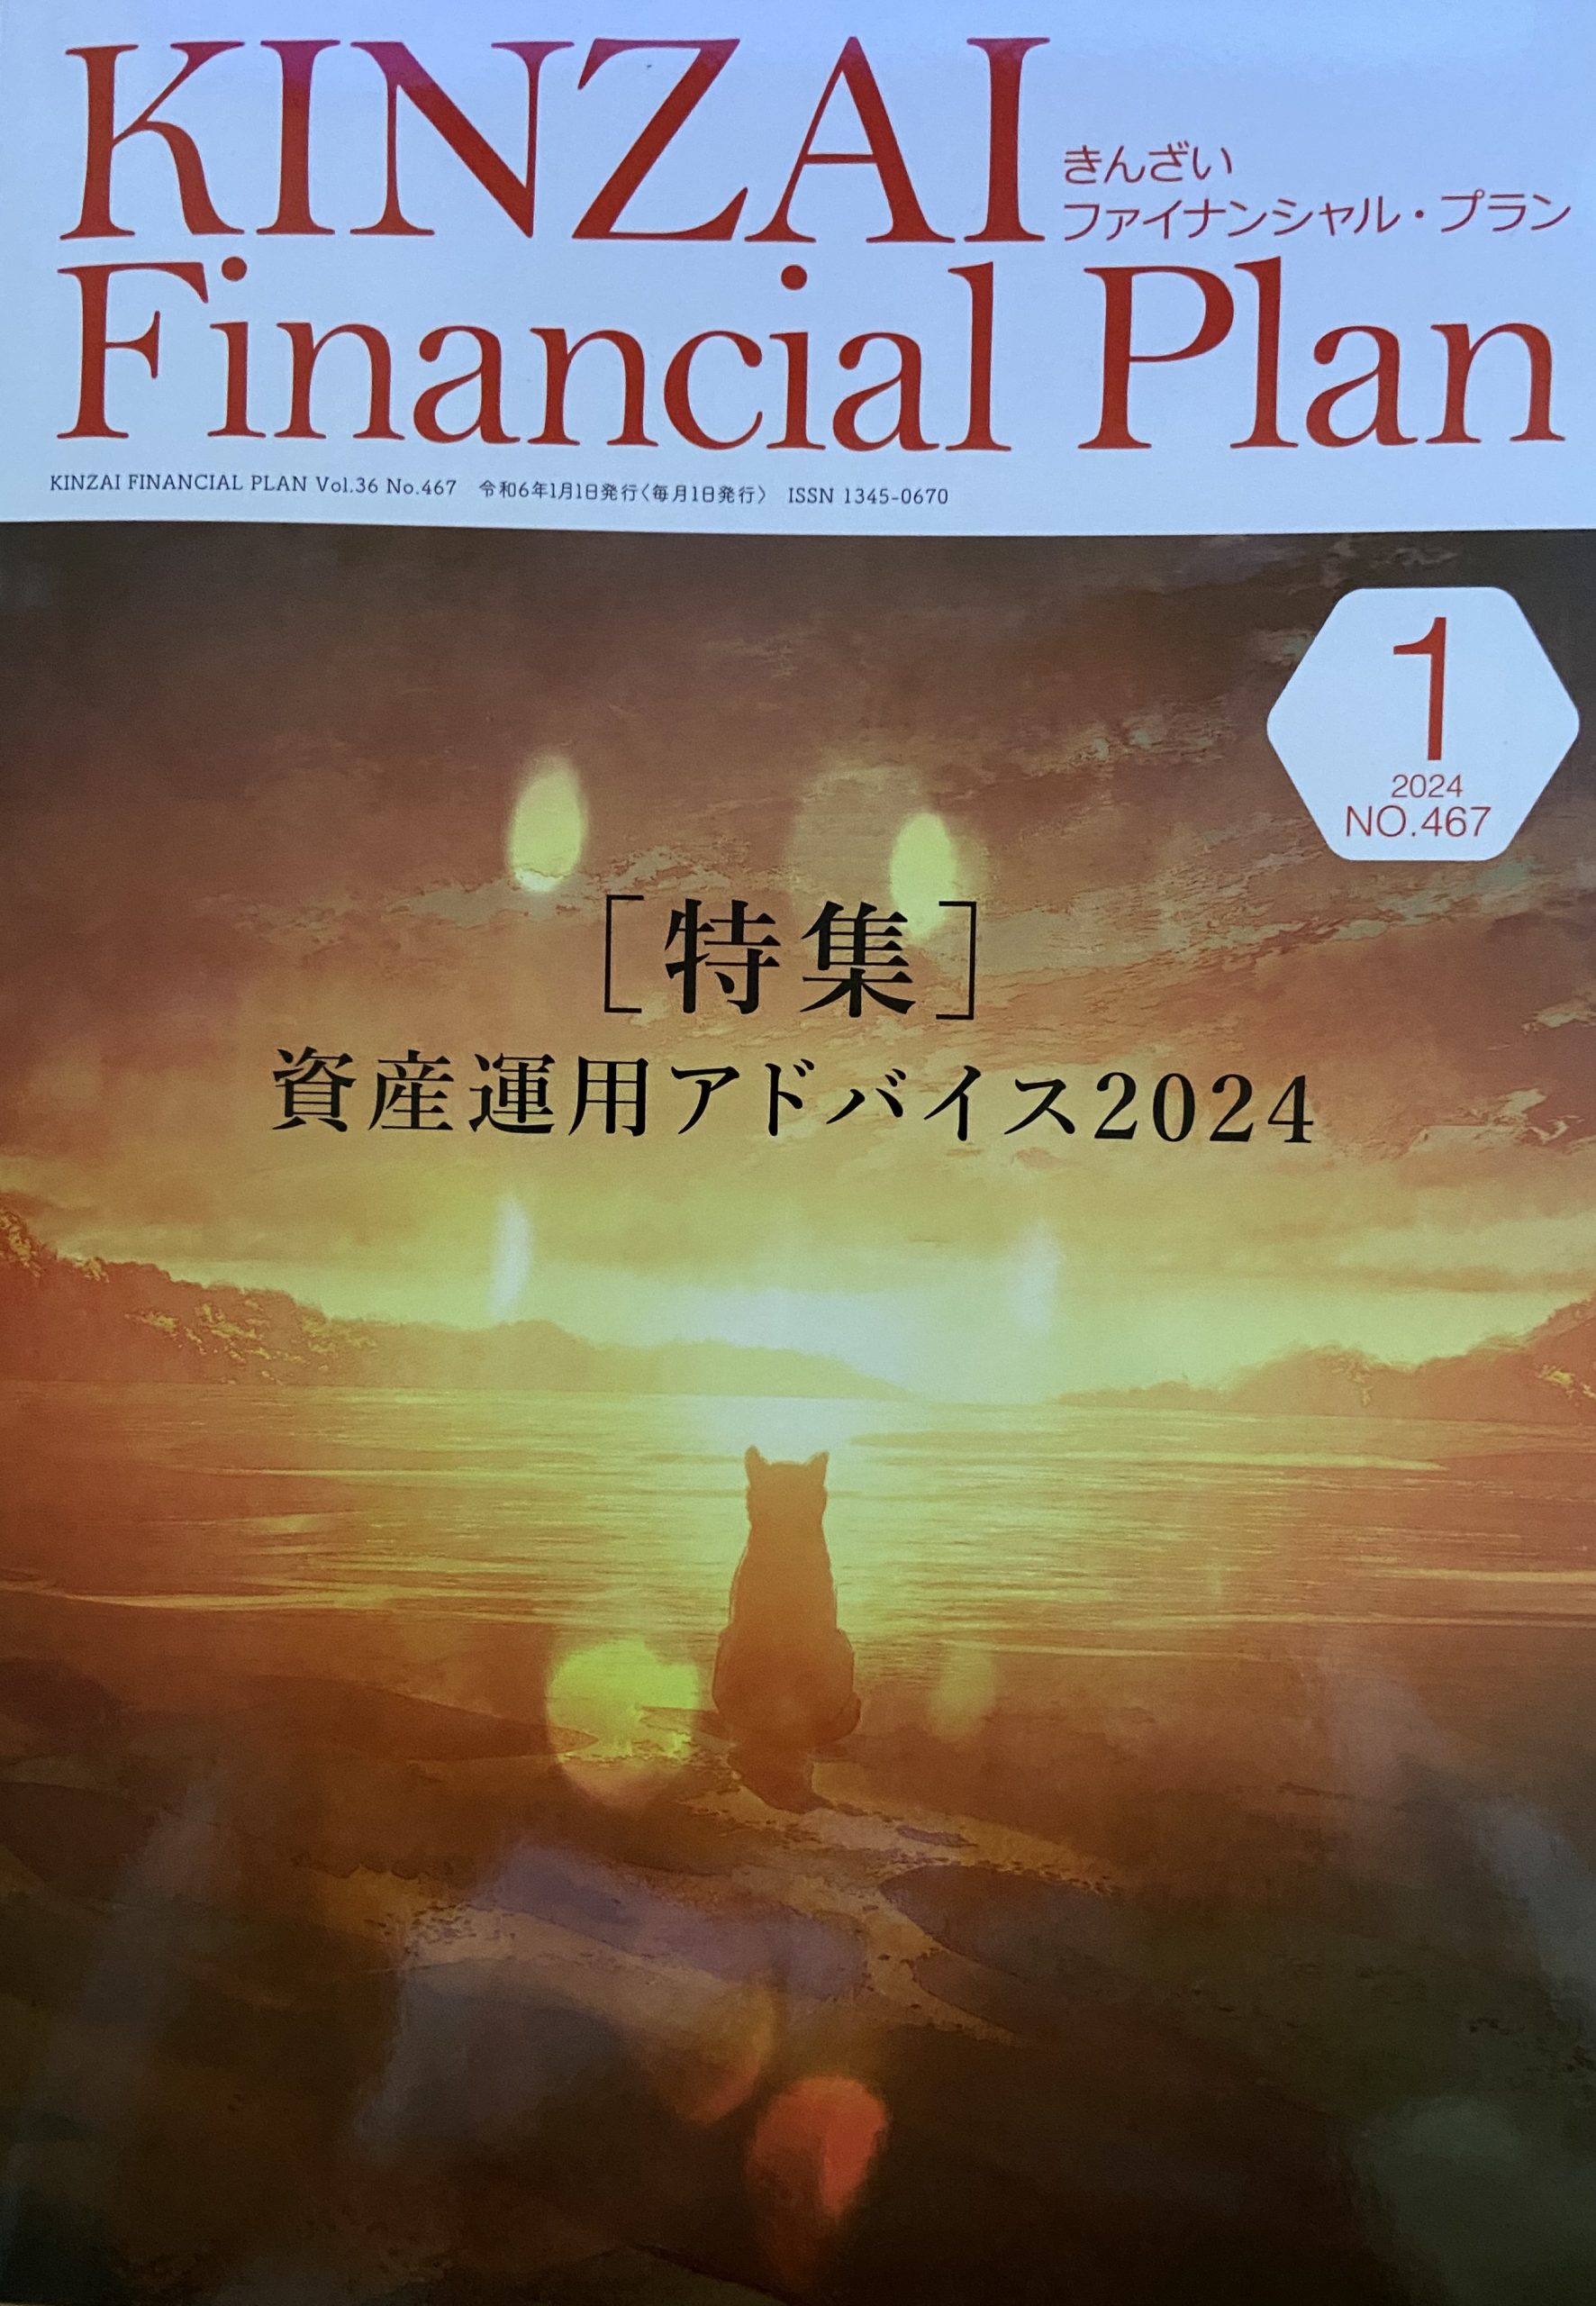 KINZAI
きんざい
ファイナンシャル・プラン
Financial Plan
KINZAI FINANCIAL PLAN Vol.36 No.467 令和6年1月1日発行〈毎月1日発行〉 ISSN 1345-0670
1
2024
NO.467
［特集］
資産運用アドバイス2024